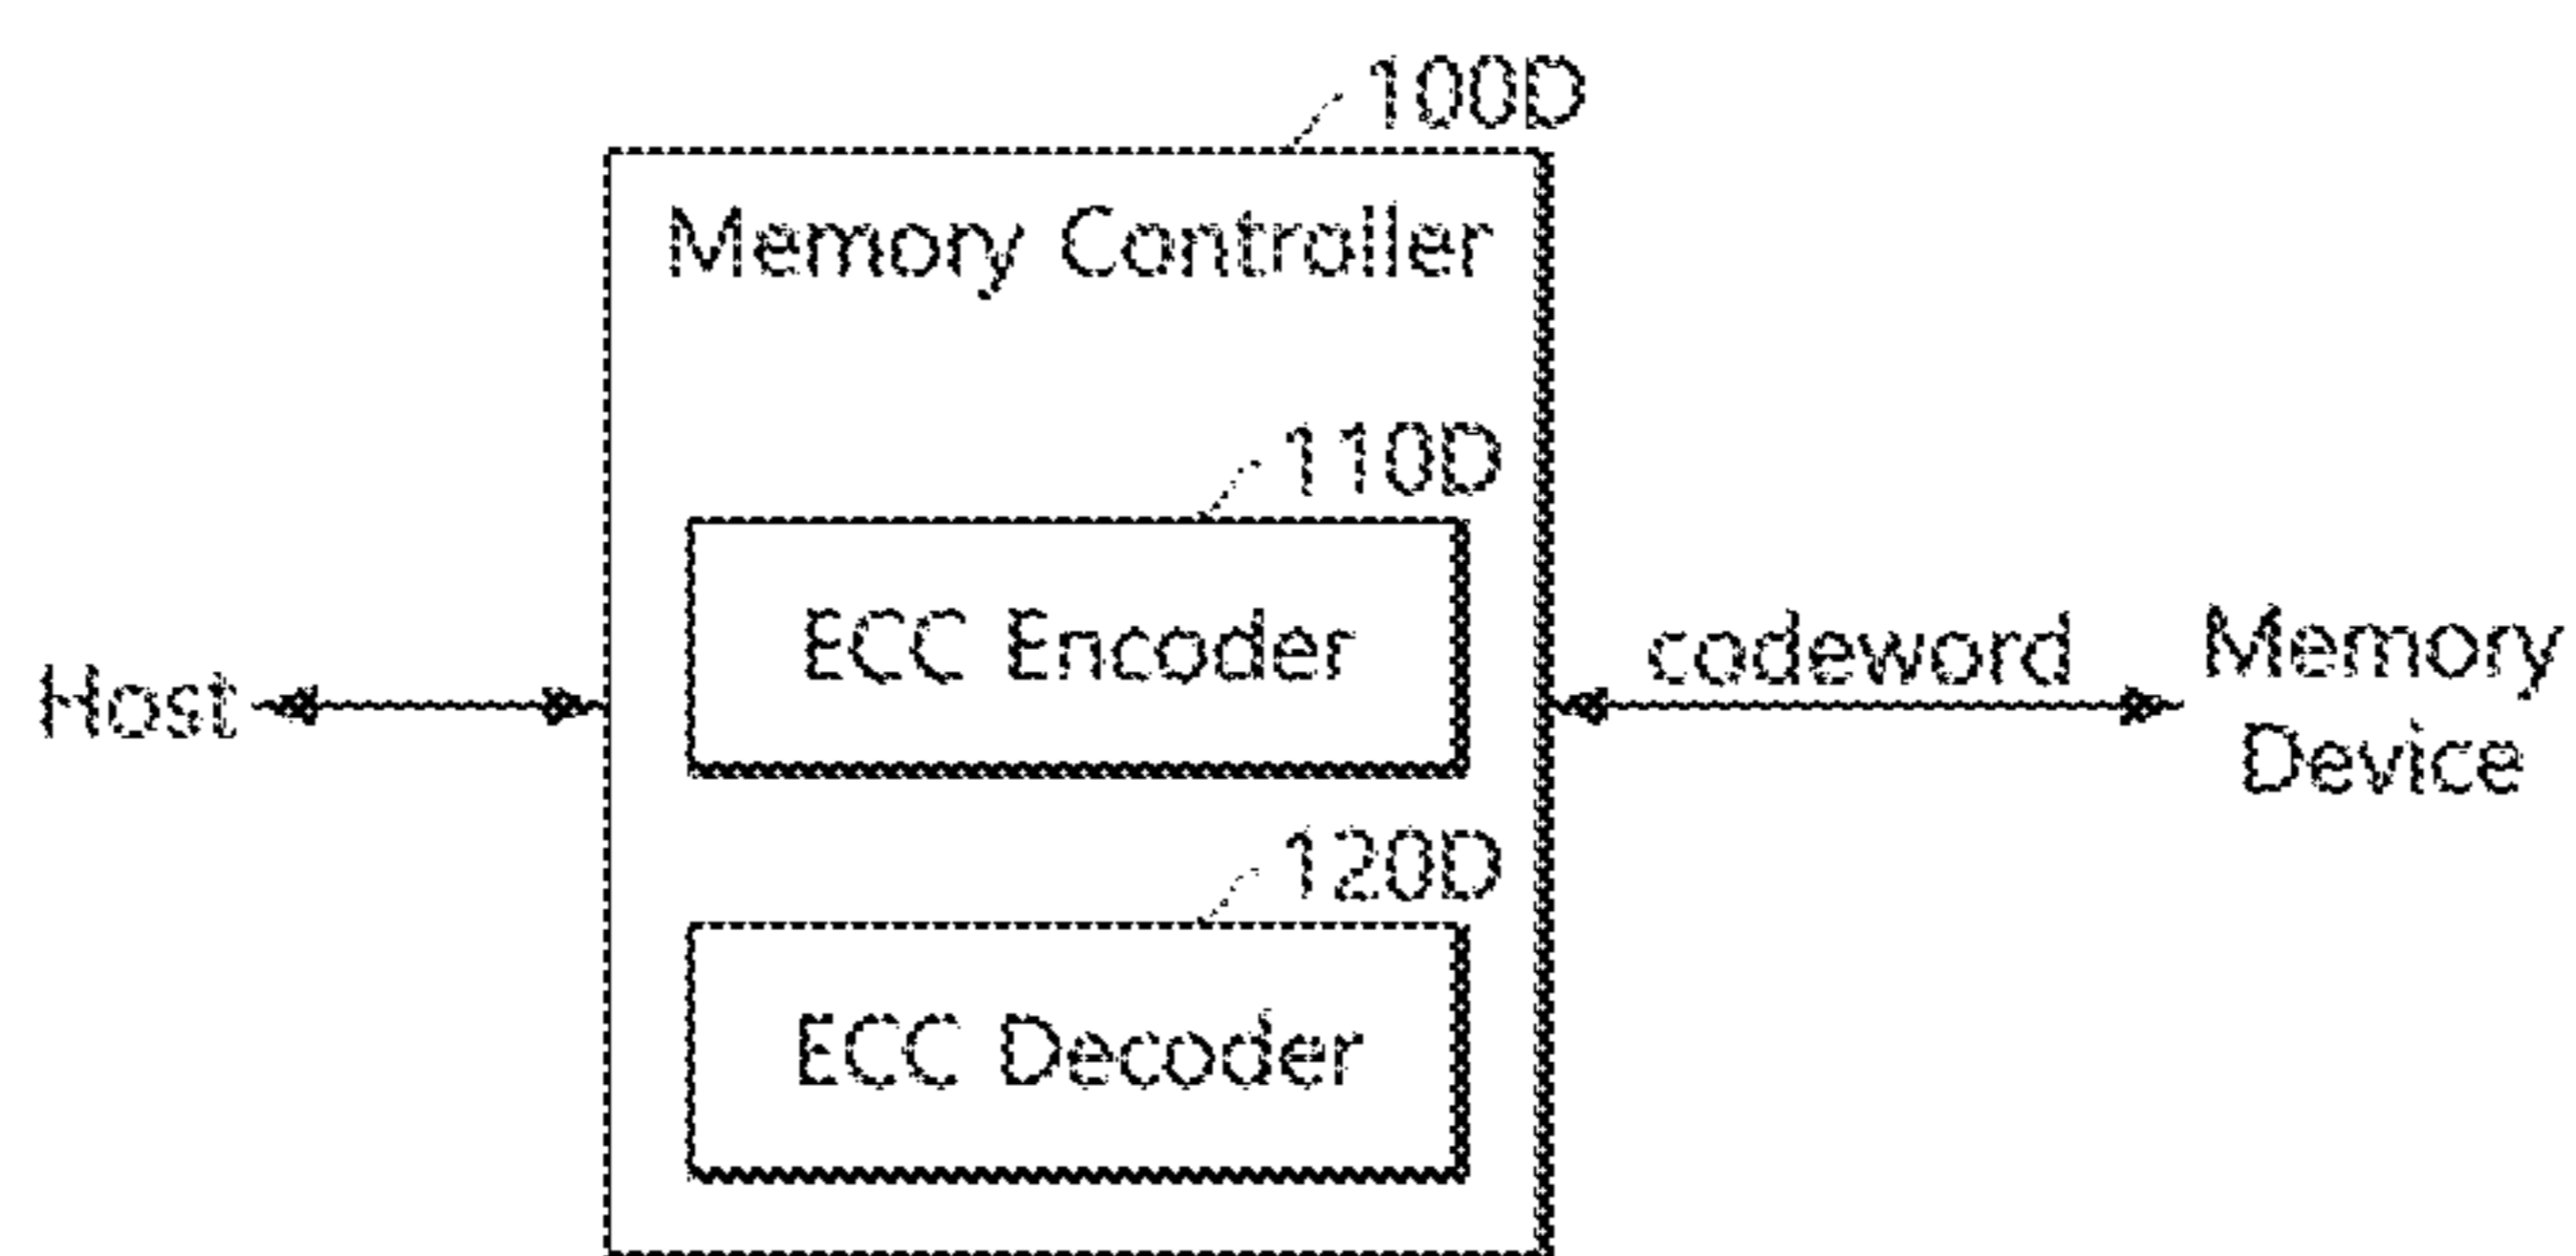 100D
Memory Controller
110D
ECC Encoder
Host
codeword
Memory
Device
120D
ECC Decoder